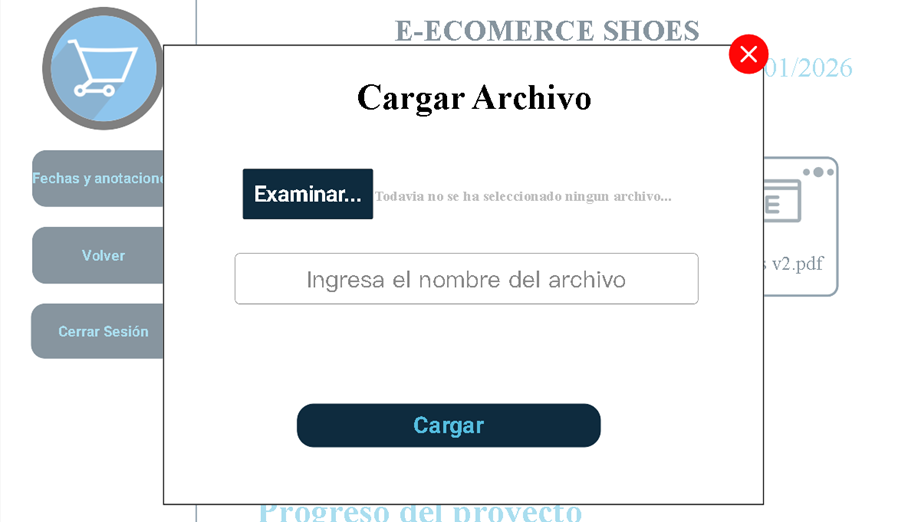 E-ECOMERCE SHOES
01/2026
Cargar Archivo
Fechas y anotacione
Examinar...
Todavia no se ha seleccionado ningun archivo...
Volver
v2.pdf
Ingresa el nombre del archivo
Cerrar Sesión
Cargar
Progreso del proyecto